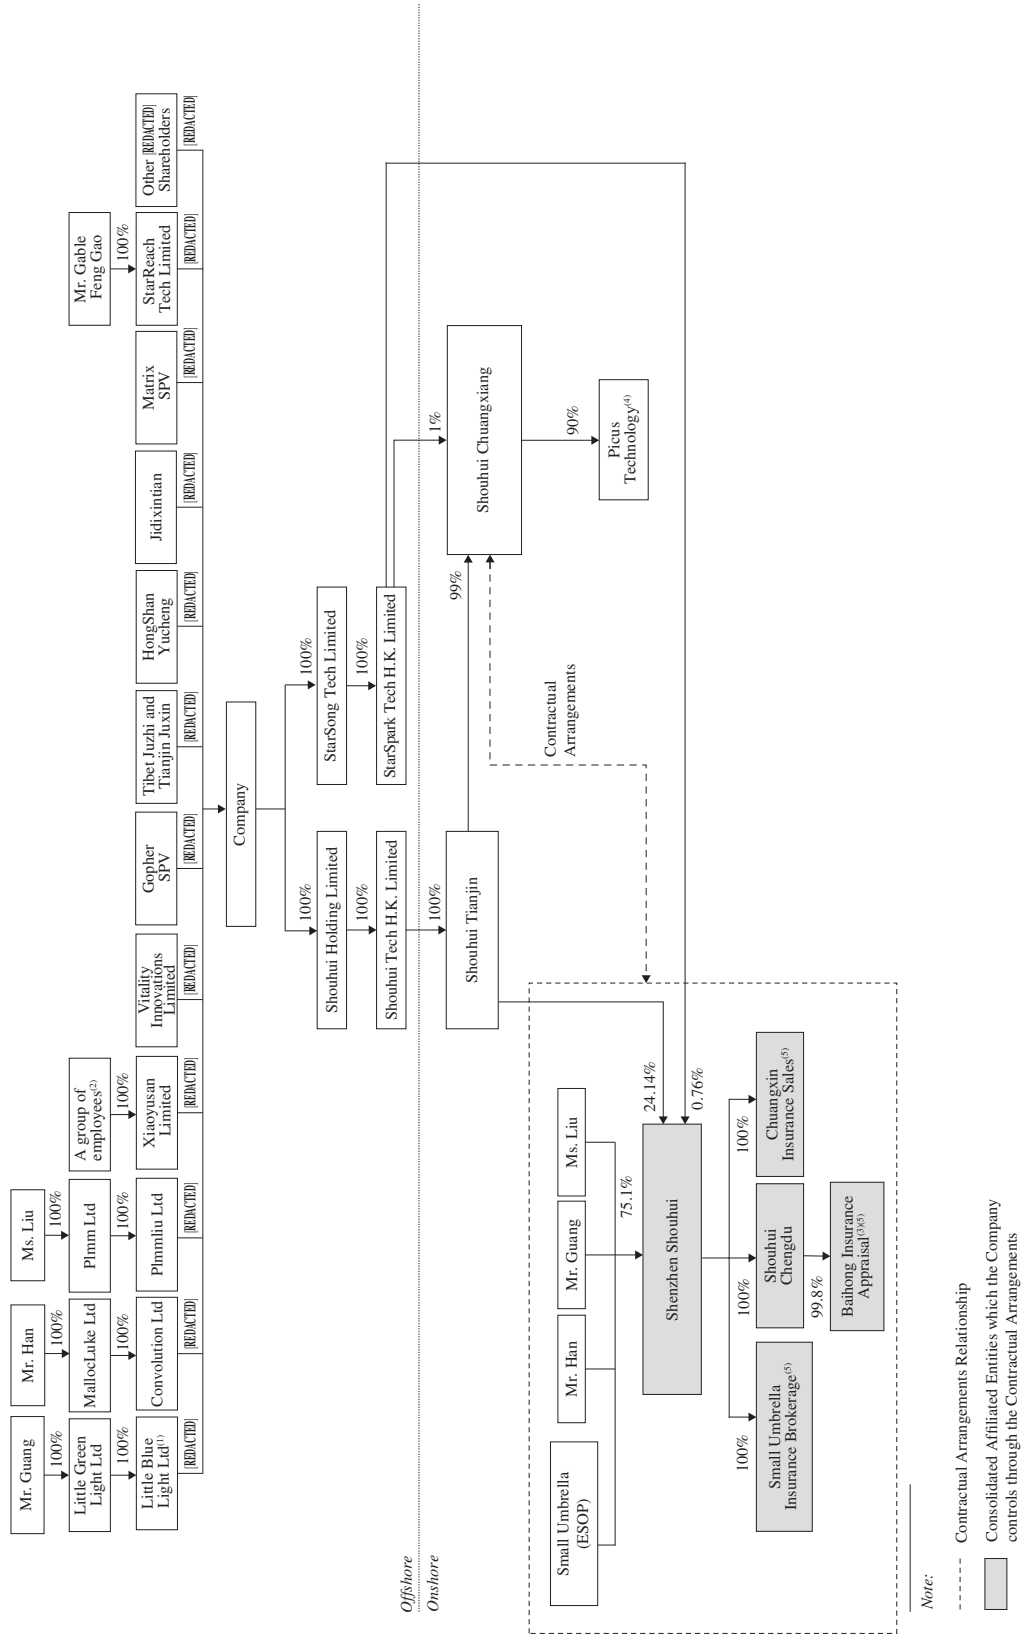 Mr. Guang
Mr. Han
Ms. Liu
100%
100%
100%
Little Green
Light Ltd
MallocLuke Ltd
Plmm Ltd
A group of
employees(2)
Mr. Gable
Feng Gao
100%
100%
100%
100%
100%
Little Blue
Light Ltd(1)
Convolution Ltd
Plmmliu Ltd
Xiaoyusan
Limited
Vitality
Innovations
Limited
Gopher
SPV
Tibet Juzhi and
Tianjin Juxin
HongShan
Yucheng
Jidixintian
Matrix
SPV
StarReach
Tech Limited
Other [REDACTED]
Shareholders
[REDACTED]
[REDACTED]
[REDACTED]
[REDACTED]
[REDACTED]
[REDACTED]
[REDACTED]
[REDACTED]
[REDACTED]
[REDACTED]
[REDACTED]
[REDACTED]
Company
100%
100%
Shouhui Holding Limited
StarSong Tech Limited
100%
100%
Shouhui Tech H.K. Limited
StarSpark Tech H.K. Limited
Offshore
Onshore
100%
1%
Shouhui Tianjin
99%
Shouhui Chuangxiang
Contractual
Arrangements
90%
Picus
Technology(4)
Small Umbrella
(ESOP)
Mr. Han
Mr. Guang
Ms. Liu
75.1%
24.14%
Shenzhen Shouhui
0.76%
100%
100%
100%
Small Umbrella
Insurance Brokerage(5)
Shouhui
Chengdu
Chuangxin
Insurance Sales(5)
99.8%
Baihong Insurance
Appraisal(3)(5)
Note:
Contractual Arrangements Relationship
Consolidated Affiliated Entities which the Company
controls through the Contractual Arrangements